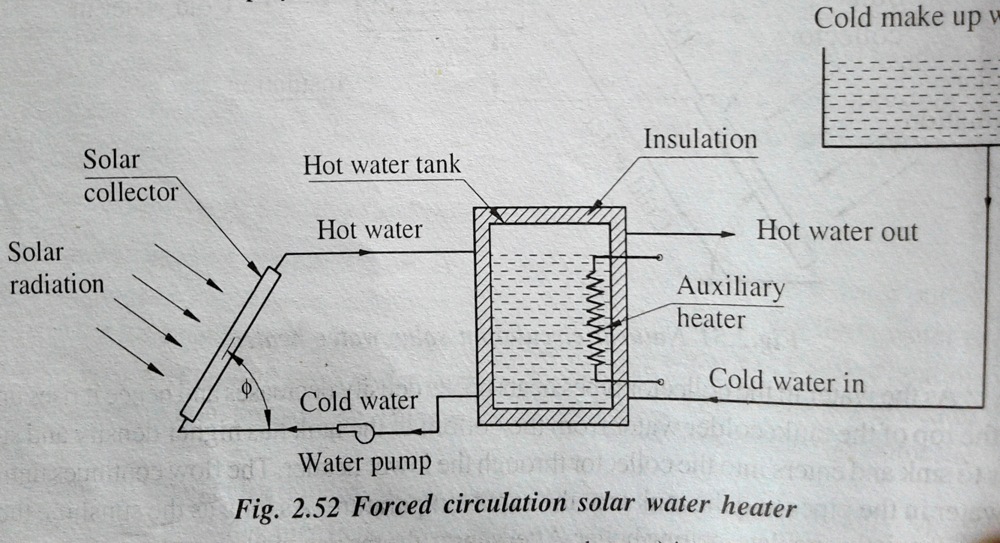 Cold make up
Insulation
Solar
collector
Hot water tank
Hot water
Hot water out
Solar
radiation
Auxiliary
heater
ϕ
Cold water in
Cold water
Water pump
Fig. 2.52 Forced circulation solar water heater